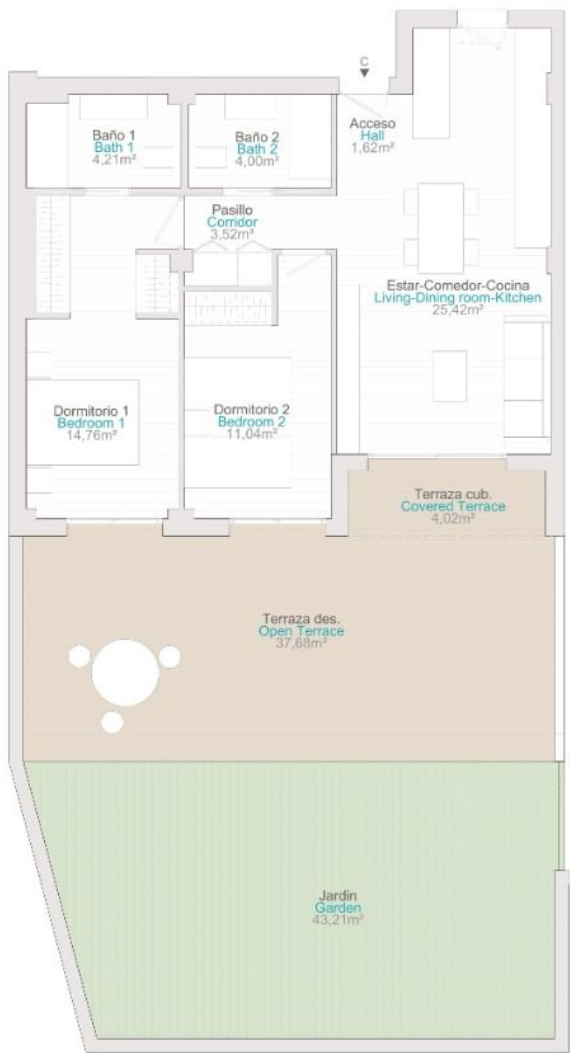 C
Acceso
Hall
1,62m²
Baño 1
Bath 1
4,21m²
Baño 2
Bath 2
4,00m²
Pasillo
Corridor
3,52m²
Estar-Comedor-Cocina
Living-Dining room-Kitchen
25,42m²
Dormitorio 1
Bedroom 1
14,76m²
Dormitorio 2
Bedroom 2
11,04m²
Terraza cub.
Covered Terrace
4,02m²
Terraza des.
Open Terrace
37,68m²
Jardín
Garden
43,21m²